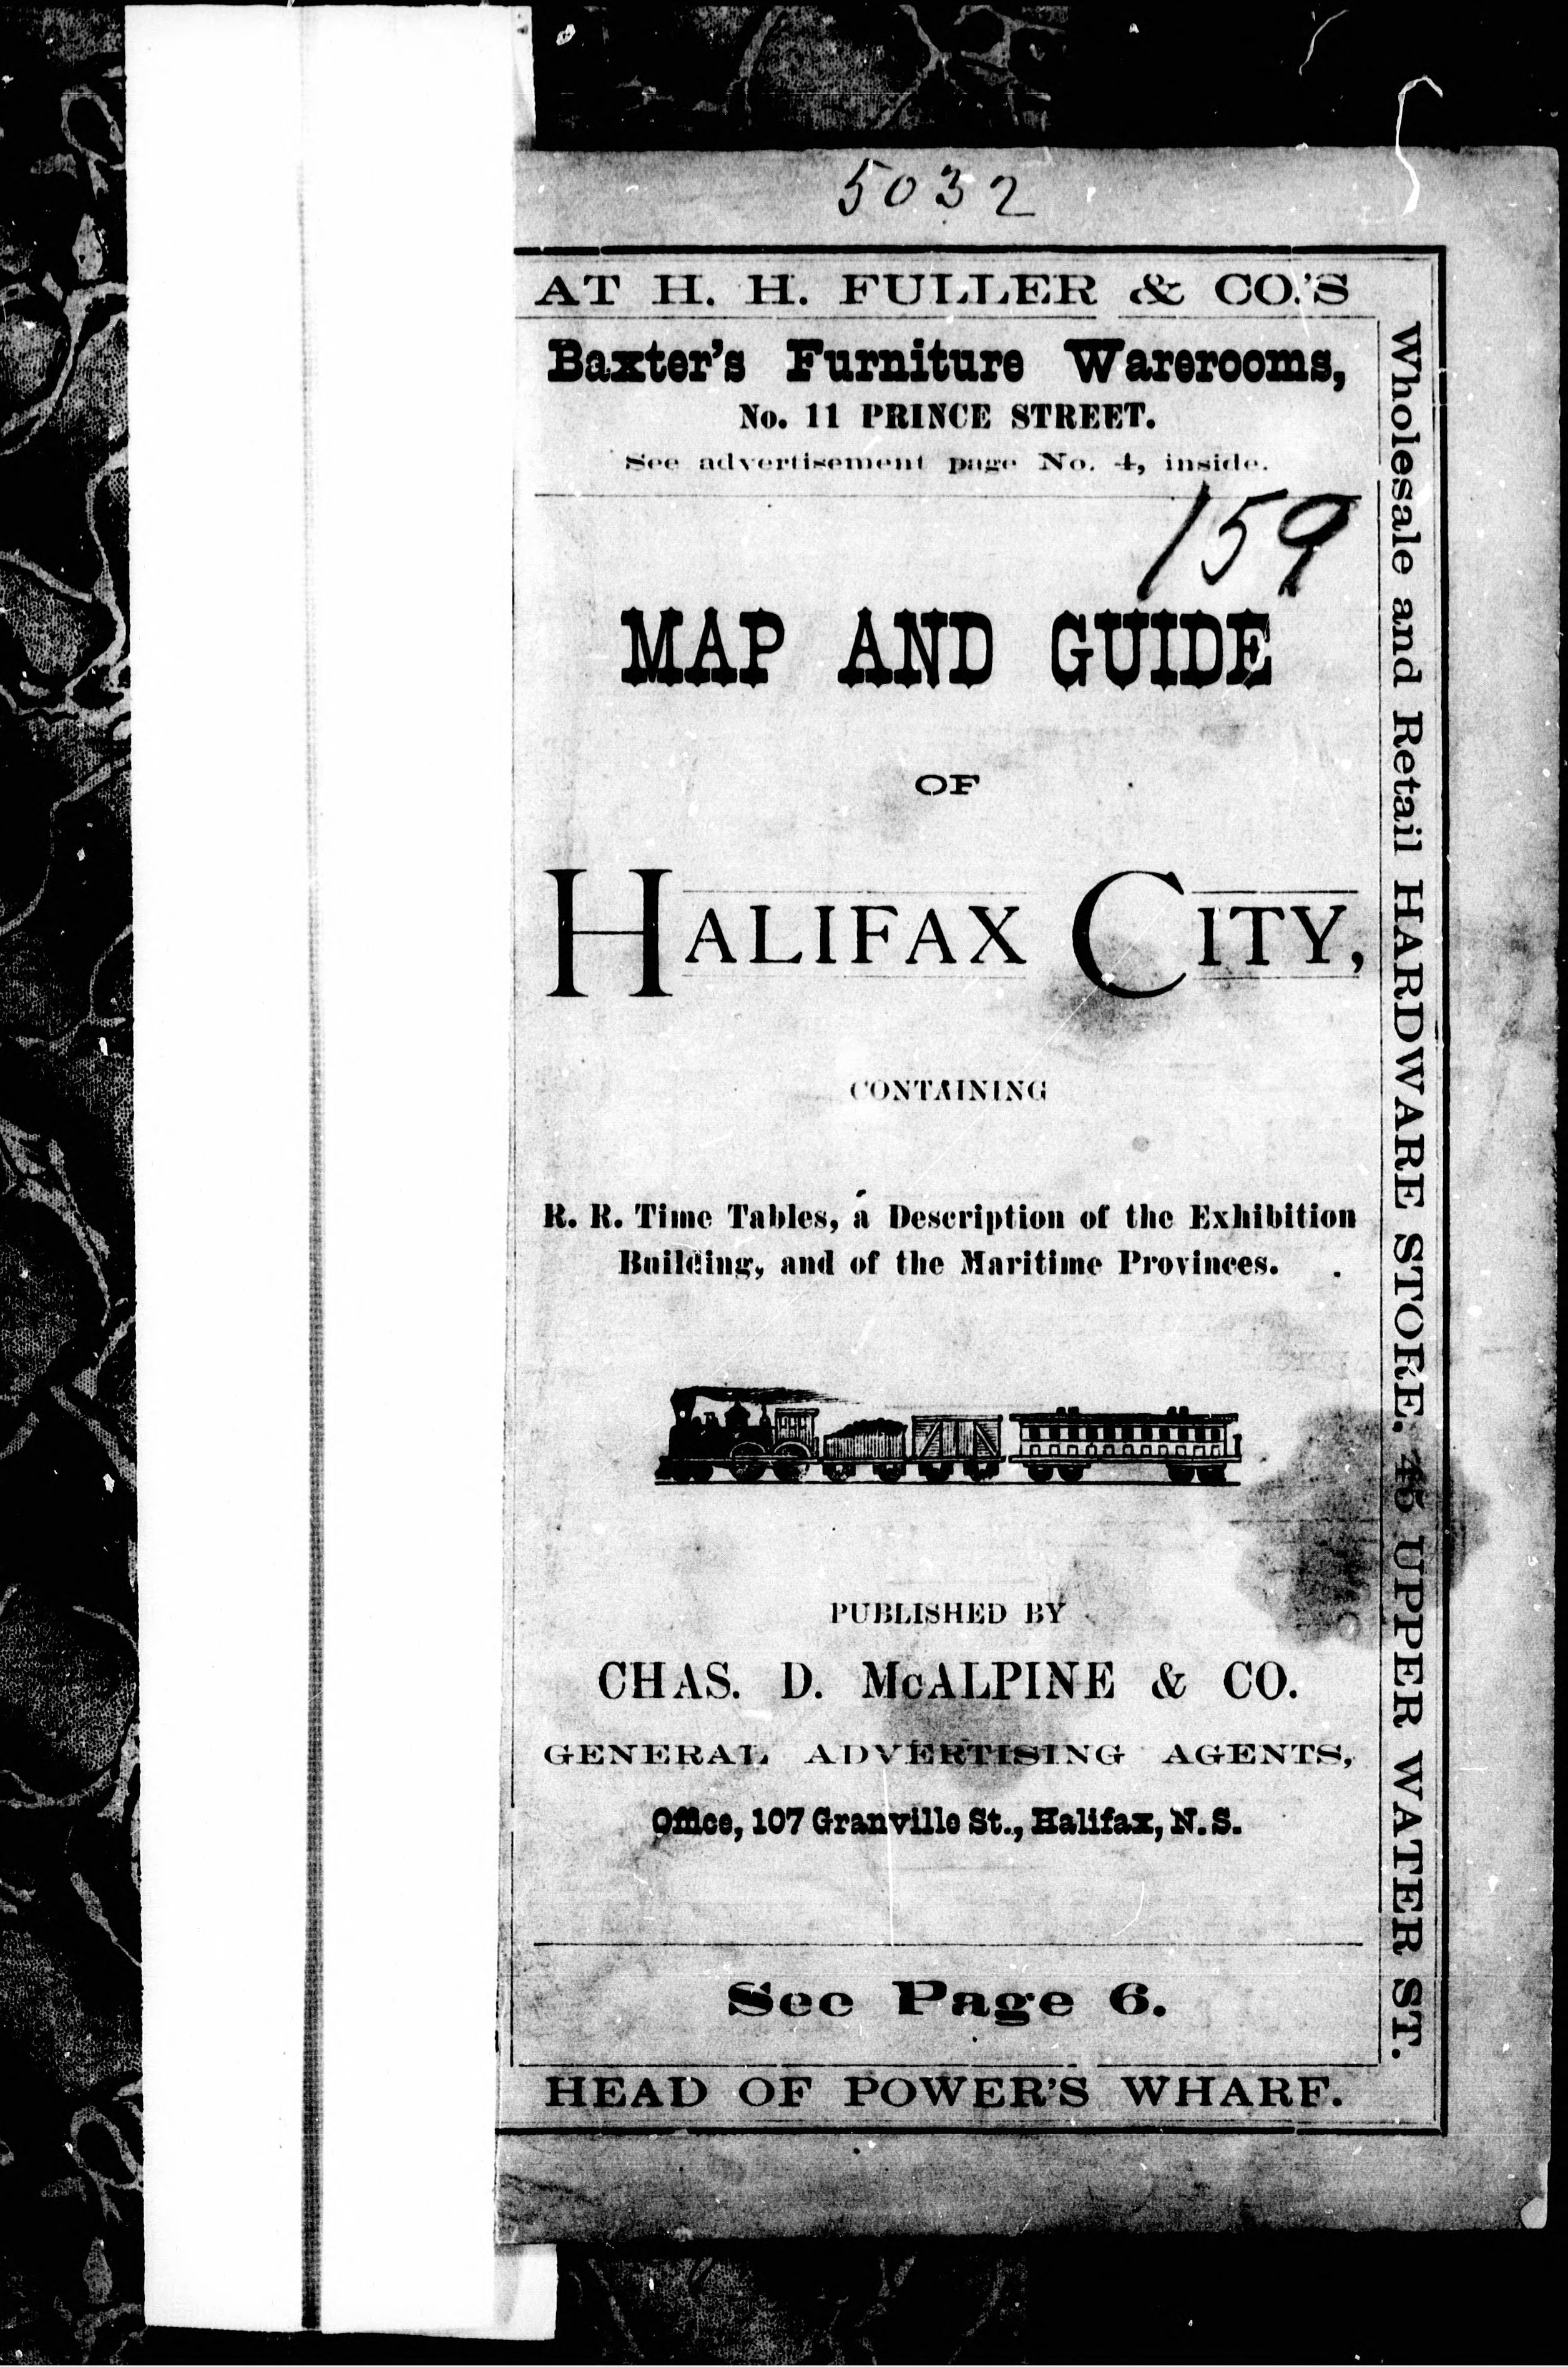 5032
AT H. H. FULLER & CO.'S
Baxter's Furniture Warerooms,
No. 11 PRINCE STREET.
See advertisement page No. 4, inside.
159
MAP AND GUIDE
OF
HALIFAX CITY,
CONTAINING
R. R. Time Tables, a Description of the Exhibition
Building, and of the Maritime Provinces.
PUBLISHED BY
CHAS. D. McALPINE & CO.
GENERAL ADVERTISING AGENTS,
Office, 107 Granville St., Halifax, N. S.
See Page 6.
Wholesale and Retail HARDWARE STORE, 45 UPPER WATER ST.
HEAD OF POWER'S WHARF.